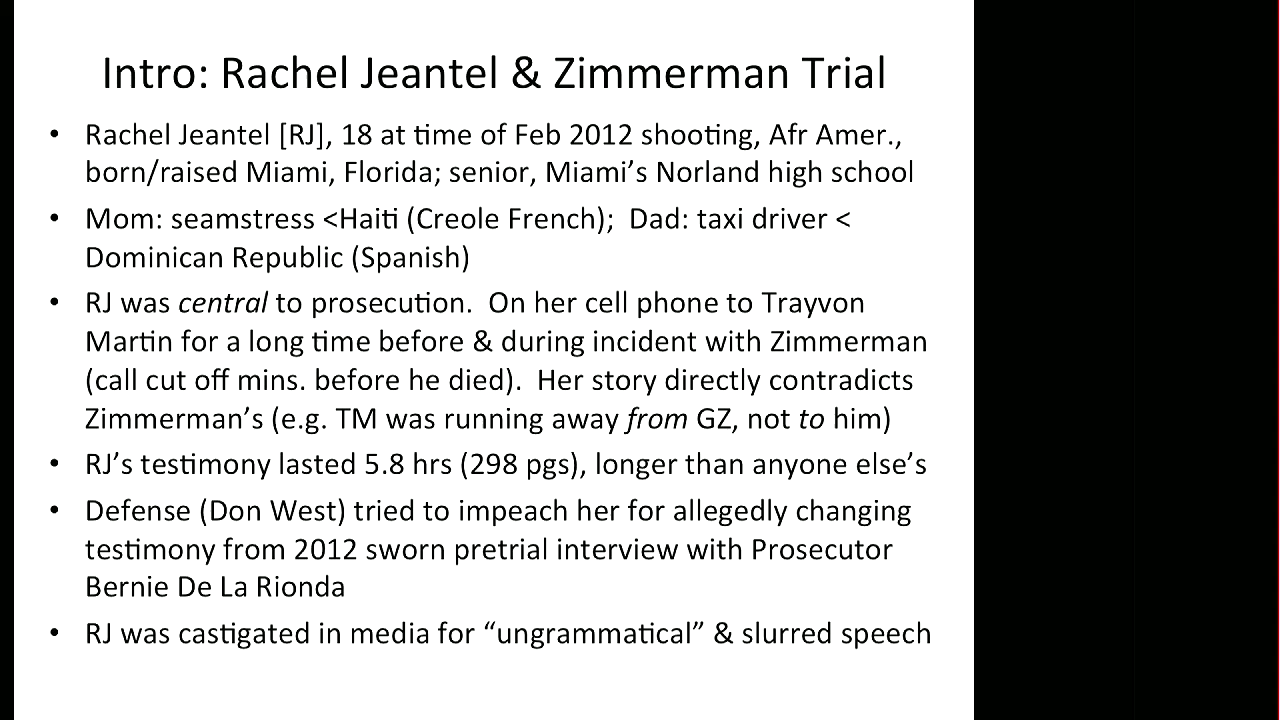 Intro: Rachel Jeantel & Zimmerman Trial
• Rachel Jeantel [RJ], 18 at time of Feb 2012 shooting, Afr Amer.,
born/raised Miami, Florida; senior, Miami’s Norland high school
• Mom: seamstress <Haiti (Creole French);  Dad: taxi driver <
Dominican Republic (Spanish)
• RJ was central to prosecution.  On her cell phone to Trayvon
Martin for a long time before & during incident with Zimmerman
(call cut off mins. before he died).  Her story directly contradicts
Zimmerman’s (e.g. TM was running away from GZ, not to him)
• RJ’s testimony lasted 5.8 hrs (298 pgs), longer than anyone else’s
• Defense (Don West) tried to impeach her for allegedly changing
testimony from 2012 sworn pretrial interview with Prosecutor
Bernie De La Rionda
• RJ was castigated in media for “ungrammatical” & slurred speech